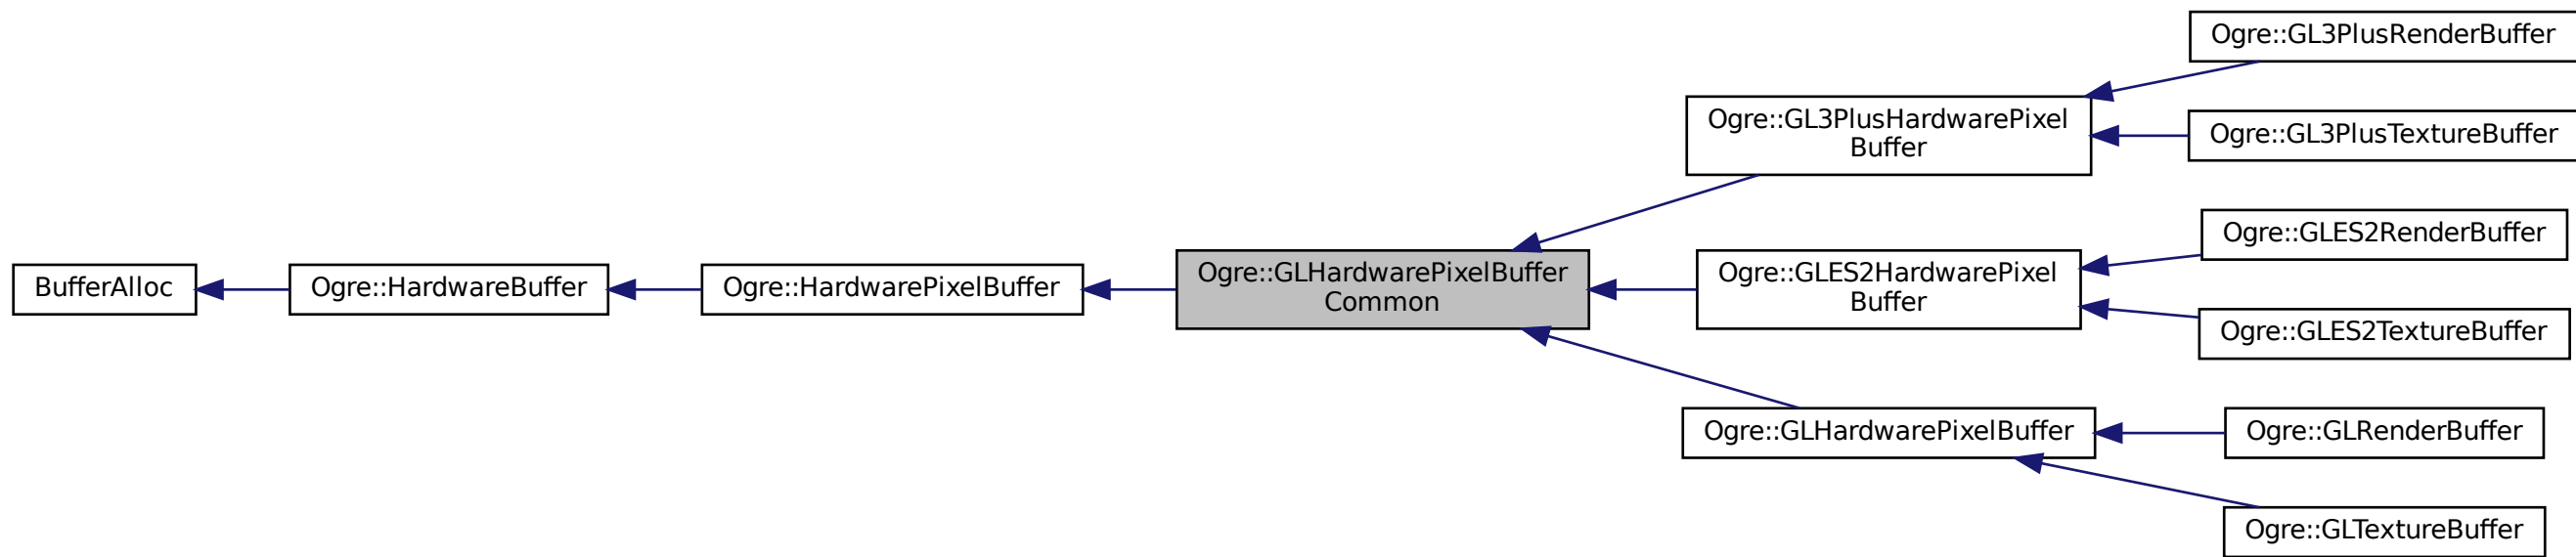 BufferAlloc
Ogre::HardwareBuffer
Ogre::HardwarePixelBuffer
Ogre::GLHardwarePixelBuffer
Common
Ogre::GL3PlusHardwarePixel
Buffer
Ogre::GL3PlusRenderBuffer
Ogre::GL3PlusTextureBuffer
Ogre::GLES2HardwarePixel
Buffer
Ogre::GLES2RenderBuffer
Ogre::GLES2TextureBuffer
Ogre::GLHardwarePixelBuffer
Ogre::GLRenderBuffer
Ogre::GLTextureBuffer